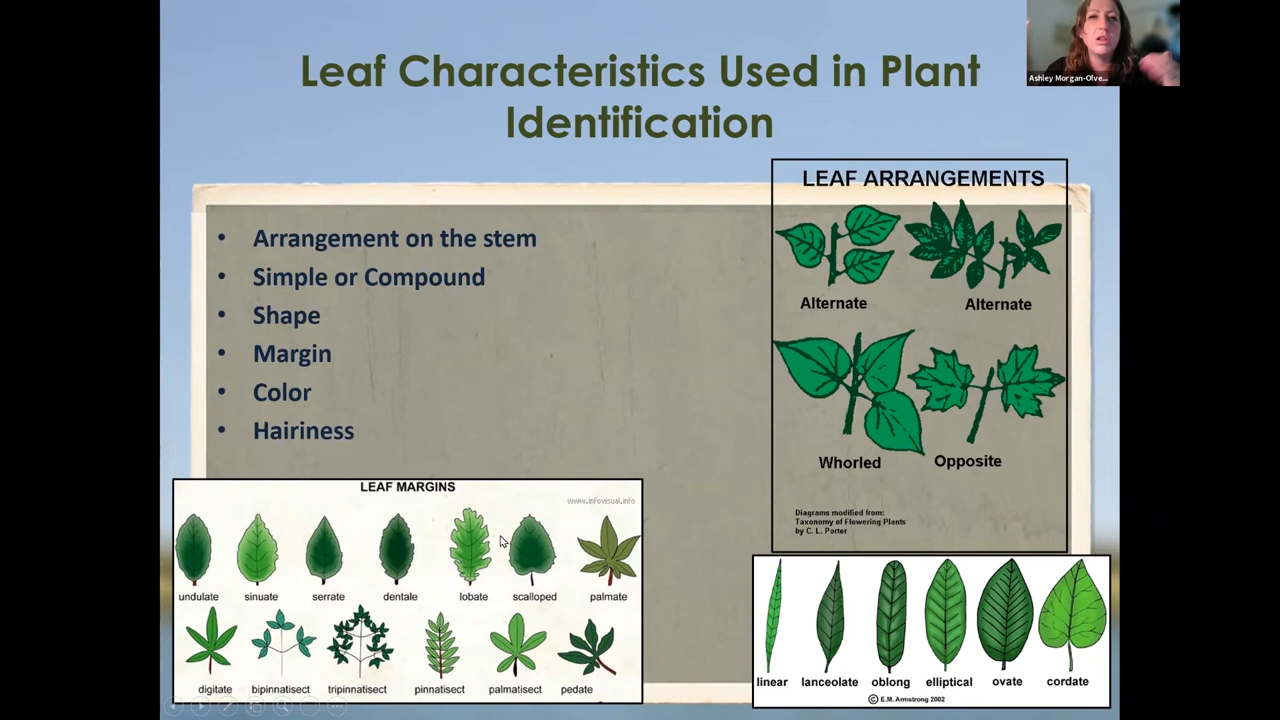 Leaf Characteristics Used in Plant
Identification
Ashley Morgan-Olve...
• Arrangement on the stem
• Simple or Compound
• Shape
• Margin
• Color
• Hairiness
LEAF ARRANGEMENTS
Alternate
Alternate
Whorled
Opposite
Diagrams modified from:
Taxonomy of Flowering Plants
by C. L. Porter
LEAF MARGINS
www.infovisual.info
undulate sinuate serrate dentale lobate scalloped palmate
digitate bipinnatisect tripinnatisect pinnatisect palmatisect pedate
linear lanceolate oblong elliptical ovate cordate
© E.M. Armstrong 2002